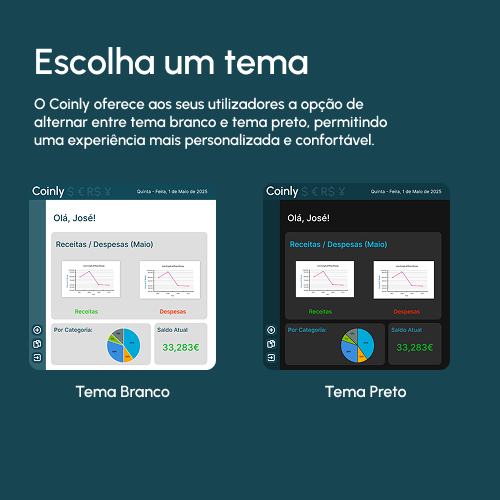 Escolha um tema
O Coinly oferece aos seus utilizadores a opção de
alternar entre tema branco e tema preto, permitindo
uma experiência mais personalizada e confortável.
Coinly $ € R$ ¥
Quinta - Feira, 1 de Maio de 2025
Olá, José!
Receitas / Despesas (Maio)
Receitas
Despesas
Por Categoria:
Saldo Atual
33,283€
Tema Branco
Coinly $ € R$ ¥
Quinta - Feira, 1 de Maio de 2025
Olá, José!
Receitas / Despesas (Maio)
Receitas
Despesas
Por Categoria:
Saldo Atual
33,283€
Tema Preto